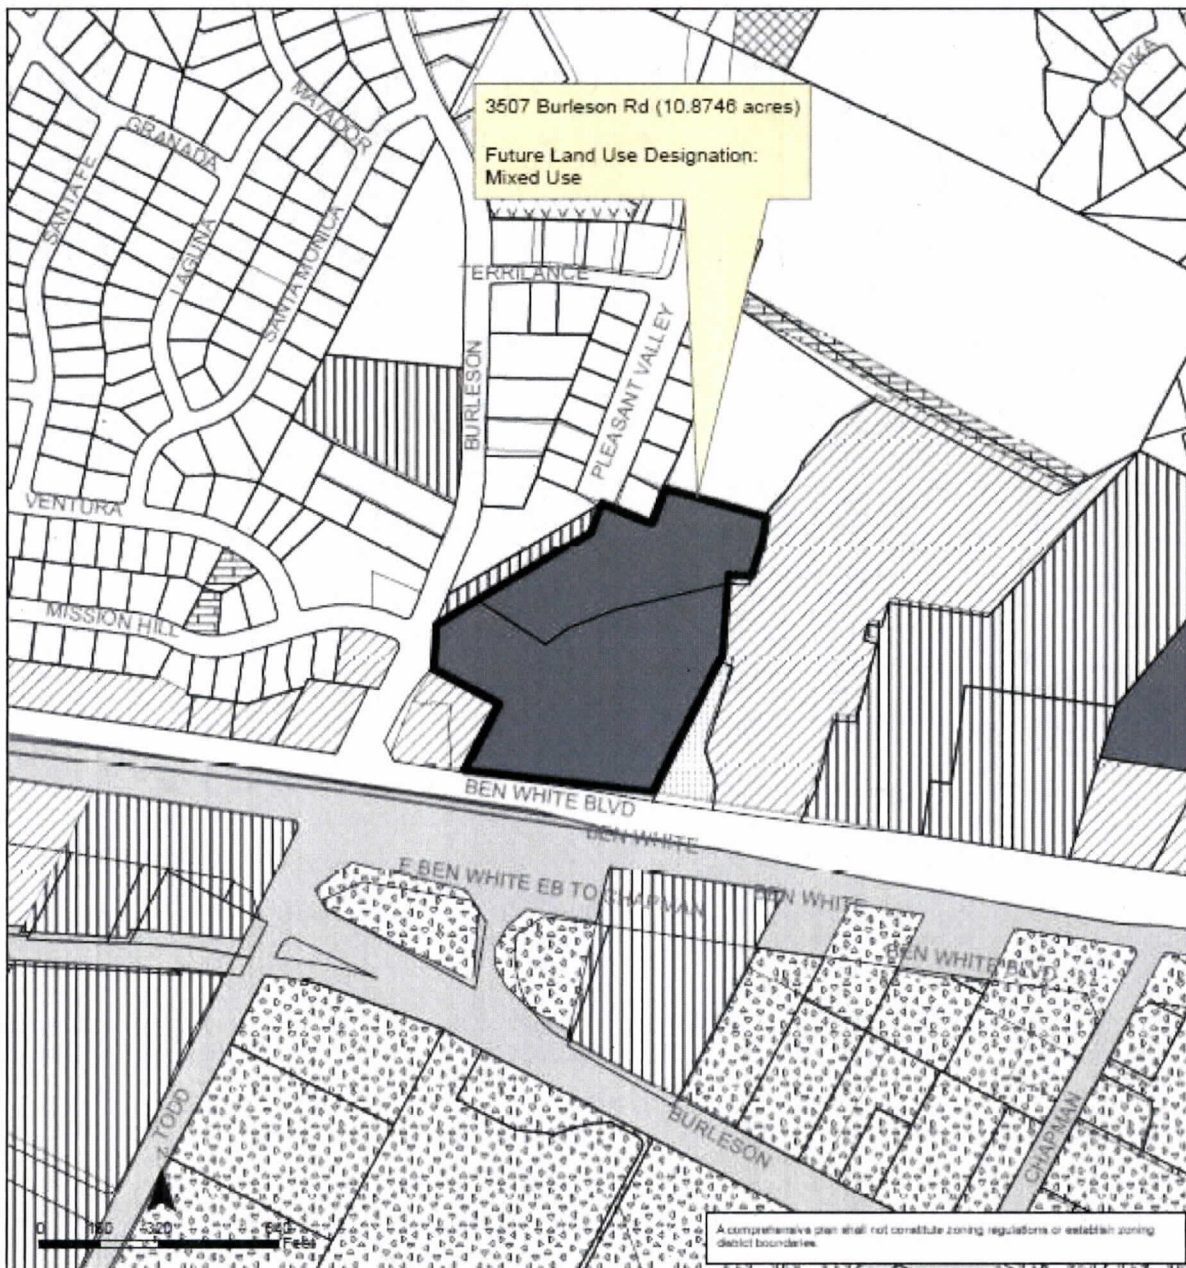 RIVKA
3507 Burleson Rd (10.8746 acres)
Future Land Use Designation:
Mixed Use
MATADOR
GRANADA
SANTA FE
LAGUNA
SANTA MONICA
TERRILANCE
BURLESON
PLEASANT VALLEY
VENTURA
MISSION HILL
BEN WHITE BLVD
BEN WHITE
E BEN WHITE EB TO CHAPMAN
BEN WHITE
BEN WHITE BLVD
TODD
BURLESON
CHAPMAN
0 160 320 640
Feet
A comprehensive plan shall not constitute zoning regulations or establish zoning
district boundaries.